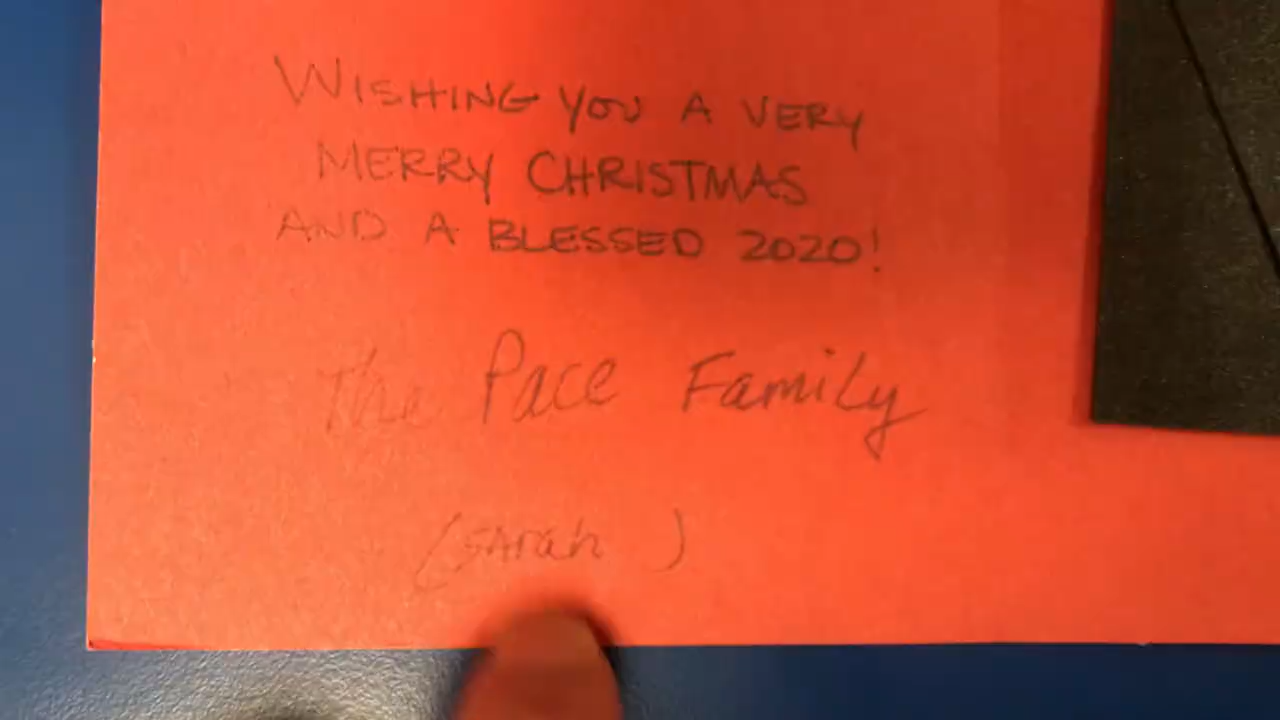 WISHING YOU A VERY
MERRY CHRISTMAS
AND A BLESSED 2020!
The Pace Family
(SArah )